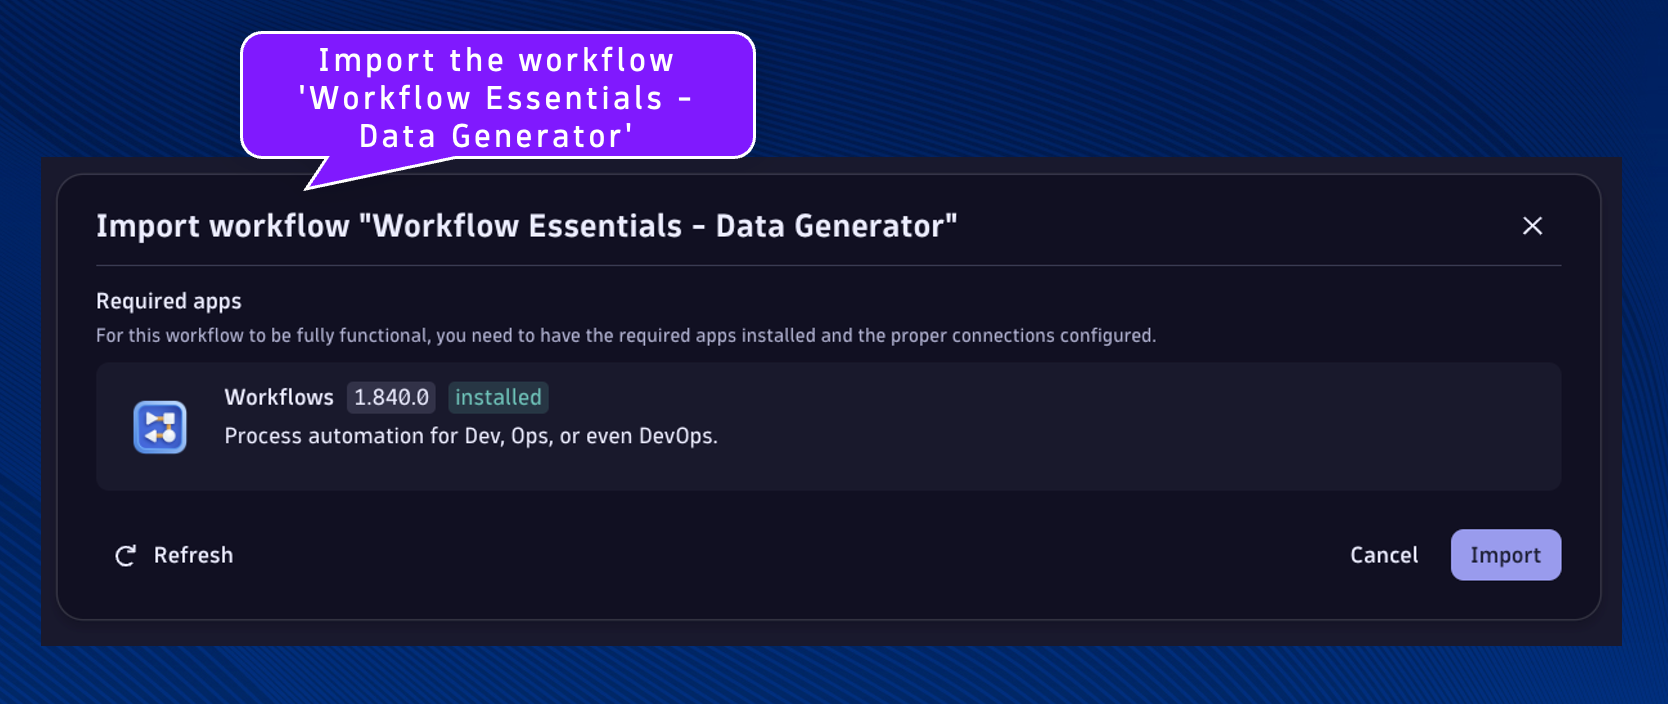 Import the workflow
'Workflow Essentials -
Data Generator'
Import workflow "Workflow Essentials - Data Generator"
Required apps
For this workflow to be fully functional, you need to have the required apps installed and the proper connections configured.
Workflows 1.840.0 installed
Process automation for Dev, Ops, or even DevOps.
Refresh Cancel Import